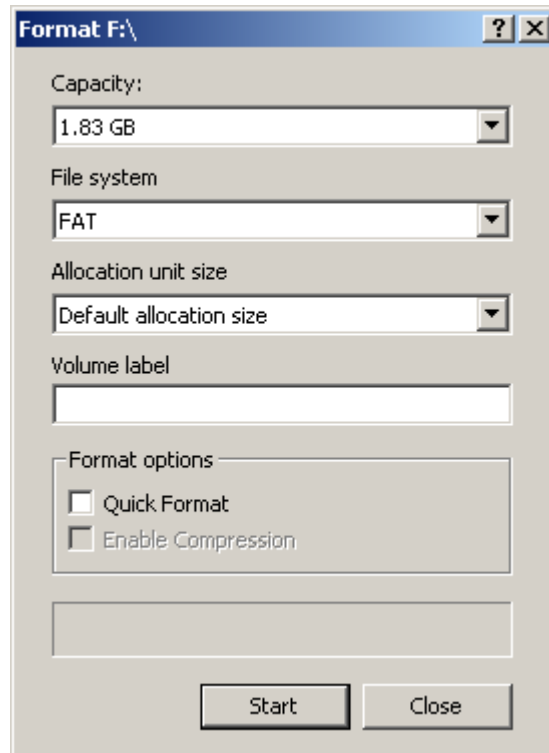 Format F:\
Capacity:
1.83 GB
File system
FAT
Allocation unit size
Default allocation size
Volume label
Format options
Quick Format
Enable Compression
Start Close